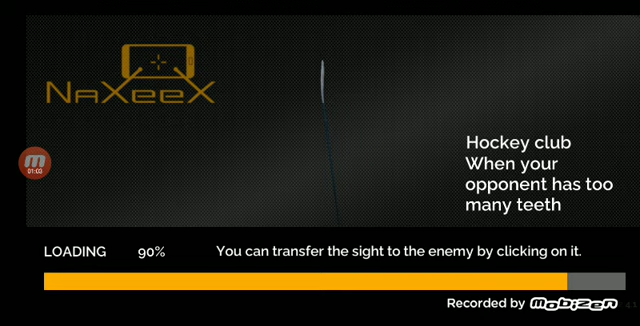 NaXeeX
Hockey club
When your
opponent has too
many teeth
01:03
LOADING 90% You can transfer the sight to the enemy by clicking on it.
Recorded by Mobizen